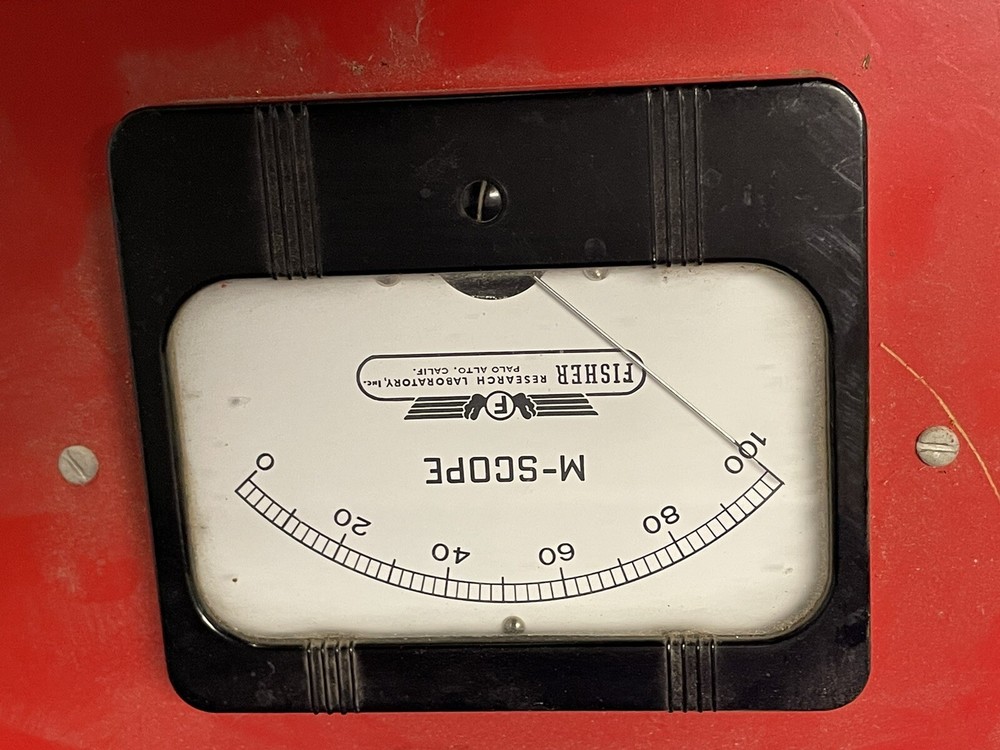 100 80 60 40 20 0
M-SCOPE
F
FISHER RESEARCH LABORATORY, Inc.
PALO ALTO, CALIF.